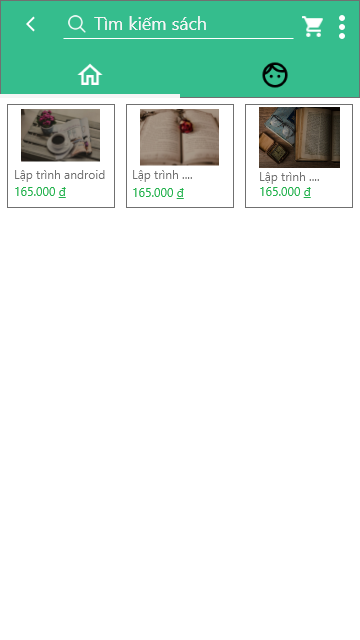 Tìm kiếm sách
Lập trình android
165.000 đ
Lập trình ....
165.000 đ
Lập trình ....
165.000 đ